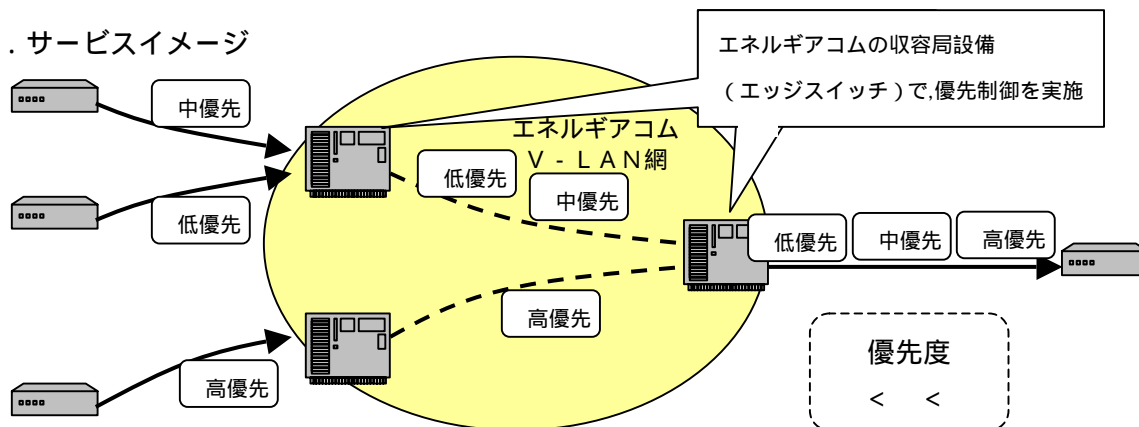 . サービスイメージ
エネルギアコムの収容局設備
(エッジスイッチ)で,優先制御を実施
中優先
低優先
エネルギアコム
V-LAN網
低優先
中優先
低優先
中優先
高優先
高優先
高優先
優先度
< <